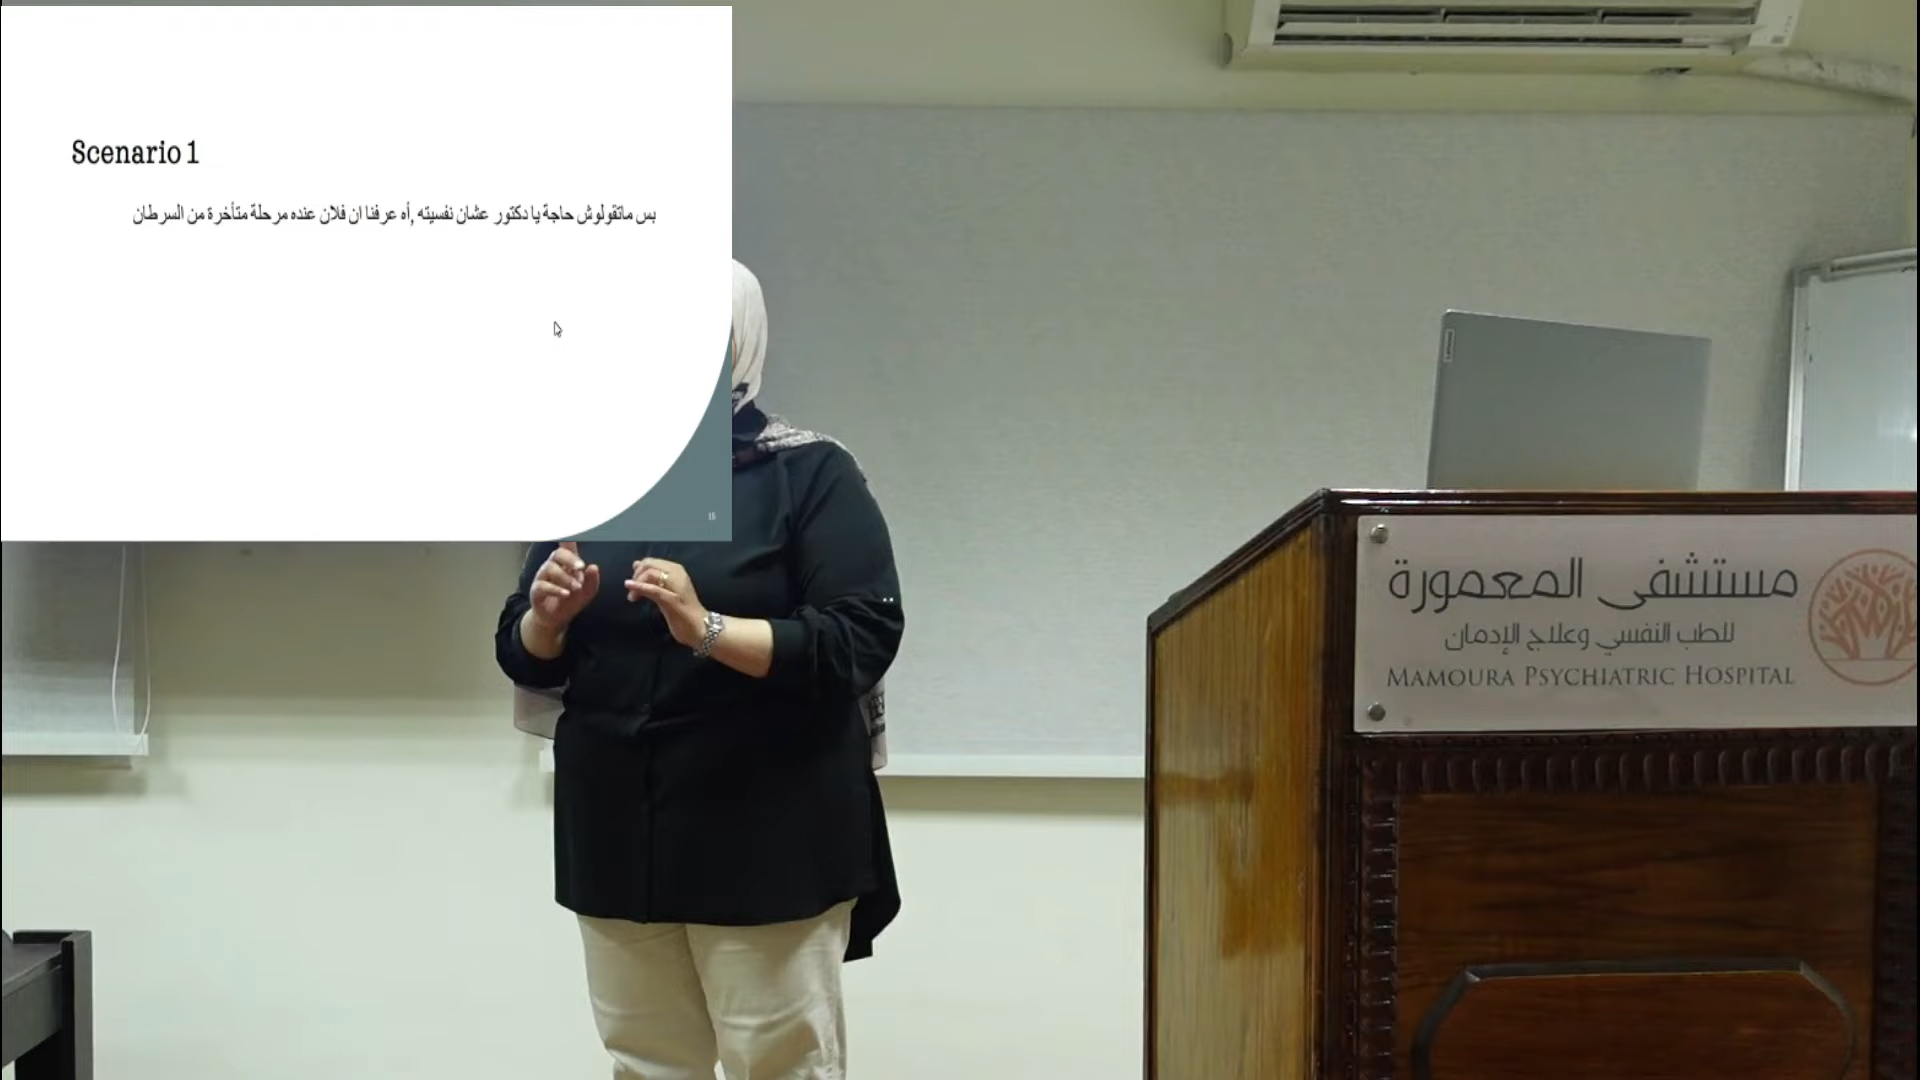 Scenario 1
بس ماتقولوش حاجة يا دكتور عشان نفسيته ,أه عرفنا ان فلان عنده مرحلة متأخرة من السرطان
15
مستشفى المعمورة
للطب النفسي وعلاج الإدمان
MAMOURA PSYCHIATRIC HOSPITAL